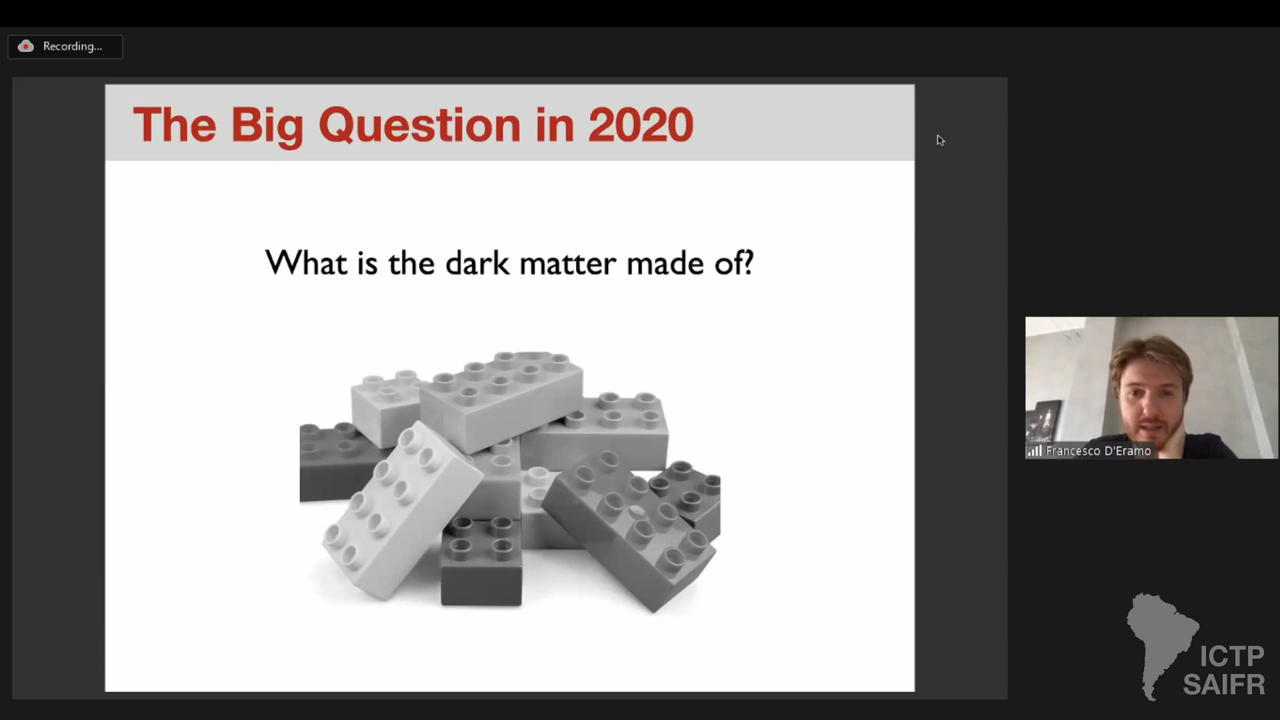 Recording...
The Big Question in 2020
What is the dark matter made of?
Francesco D'Eramo
ICTP
SAIFR